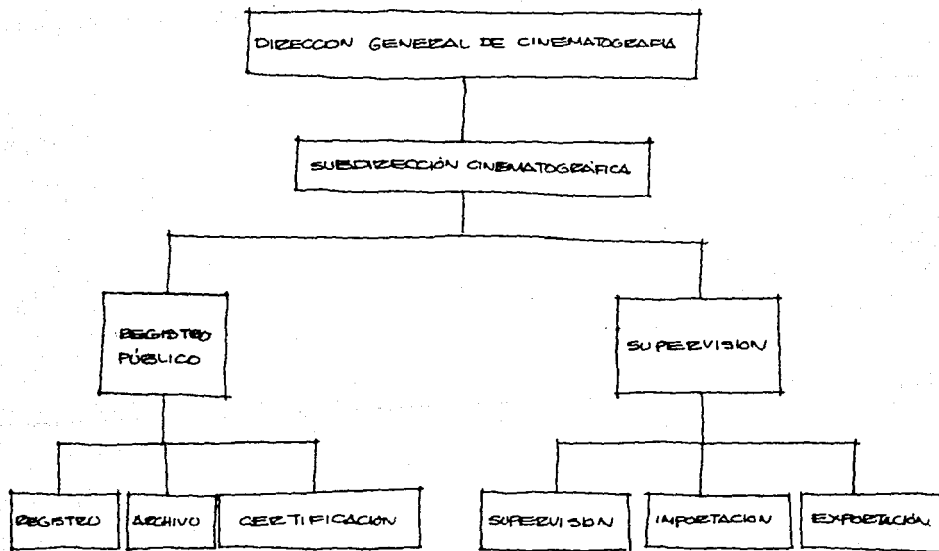 DIRECCON GENERAL DE CINEMATOGRAFIA
SUBDIRECCIÓN CINEMATOGRÁFICA
REGISTRO
PÚBLICO
SUPERVISION
REGISTRO
ARCHIVO
CERTIFICACION
SUPERVISION
IMPORTACION
EXPORTACIÓN.